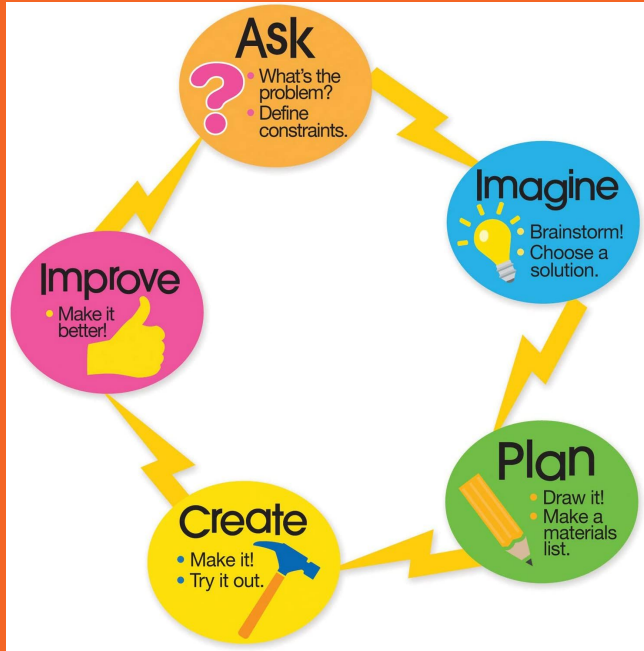 Ask
• What's the
problem?
• Define
constraints.
Imagine
• Brainstorm!
• Choose a
solution.
Plan
• Draw it!
• Make a
materials
list.
Create
• Make it!
• Try it out.
Improve
• Make it
better!